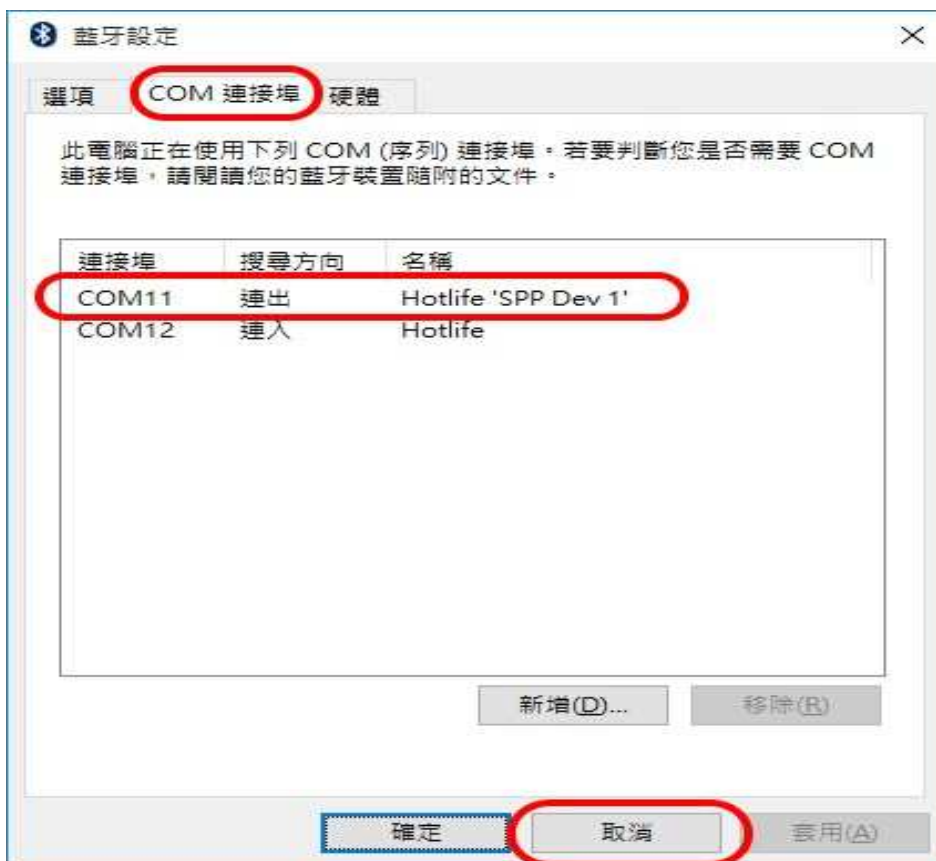 藍牙設定
選項 COM 連接埠 硬體
此電腦正在使用下列 COM (序列) 連接埠。若要判斷您是否需要 COM
連接埠,請閱讀您的藍牙裝置隨附的文件。
連接埠 搜尋方向 名稱
COM11 連出 Hotlife 'SPP Dev 1'
COM12 連入 Hotlife
新增(D)... 移除(R)
確定 取消 套用(A)